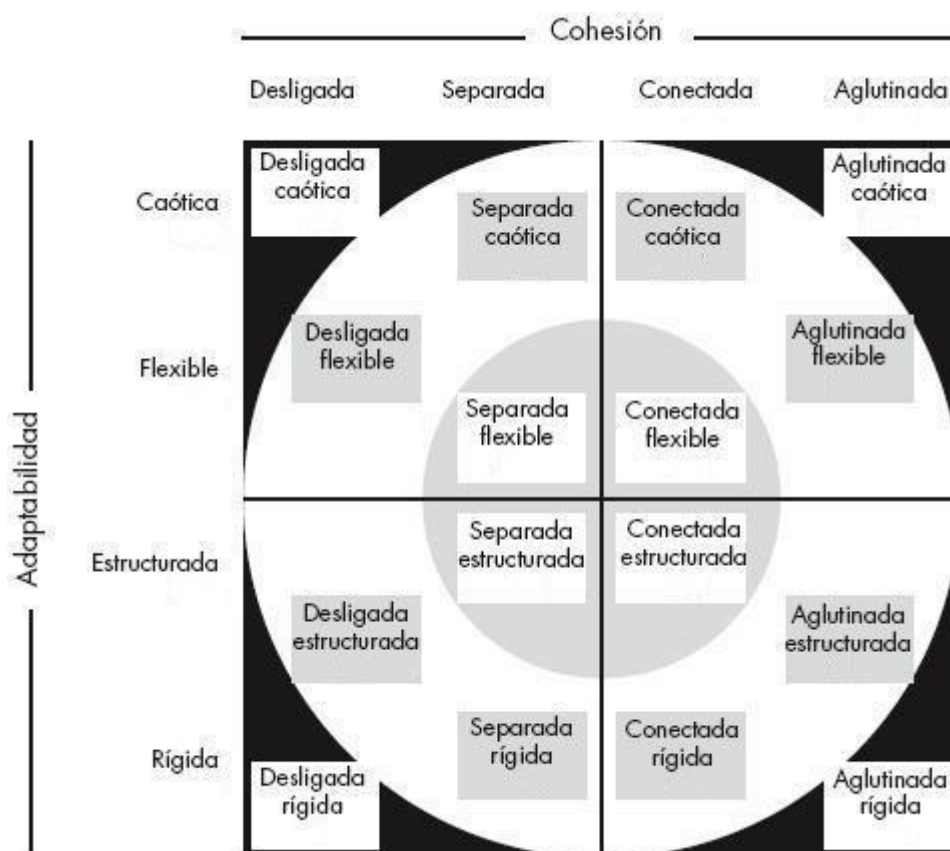 Cohesión
Desligada Separada Conectada Aglutinada
Adaptabilidad
Caótica
Desligada
caótica
Separada
caótica
Conectada
caótica
Aglutinada
caótica
Flexible
Desligada
flexible
Separada
flexible
Conectada
flexible
Aglutinada
flexible
Estructurada
Separada
estructurada
Conectada
estructurada
Desligada
estructurada
Aglutinada
estructurada
Rígida
Desligada
rígida
Separada
rígida
Conectada
rígida
Aglutinada
rígida